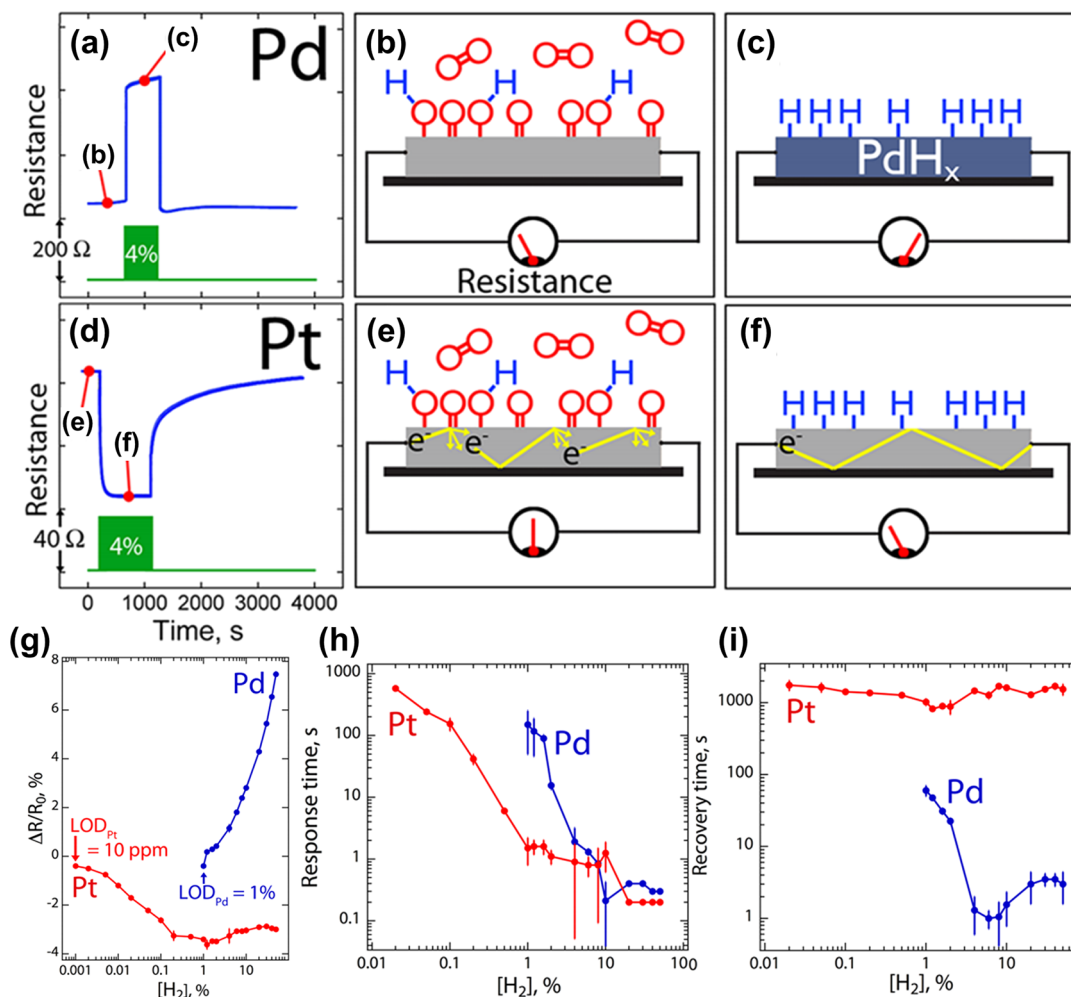 (a)
Pd
(c)
(b)
Resistance
200 Ω
4%
(b)
H
H
H
Resistance
(c)
H H H H H H H
PdHₓ
(d)
Pt
(e)
(f)
Resistance
40 Ω
4%
0 1000 2000 3000 4000
Time, s
(e)
H
H
H
e⁻
e⁻
e⁻
(f)
H H H H H H H
e⁻
(g)
8
6
4
2
0
-2
-4
ΔR/R₀, %
Pd
LOD_Pt
= 10 ppm
Pt
LOD_Pd = 1%
0.001 0.01 0.1 1 10
[H₂], %
(h)
1000
100
10
1
0.1
Response time, s
Pt
Pd
0.01 0.1 1 10 100
[H₂], %
(i)
1000
100
10
1
Recovery time, s
Pt
Pd
0.01 0.1 1 10
[H₂], %